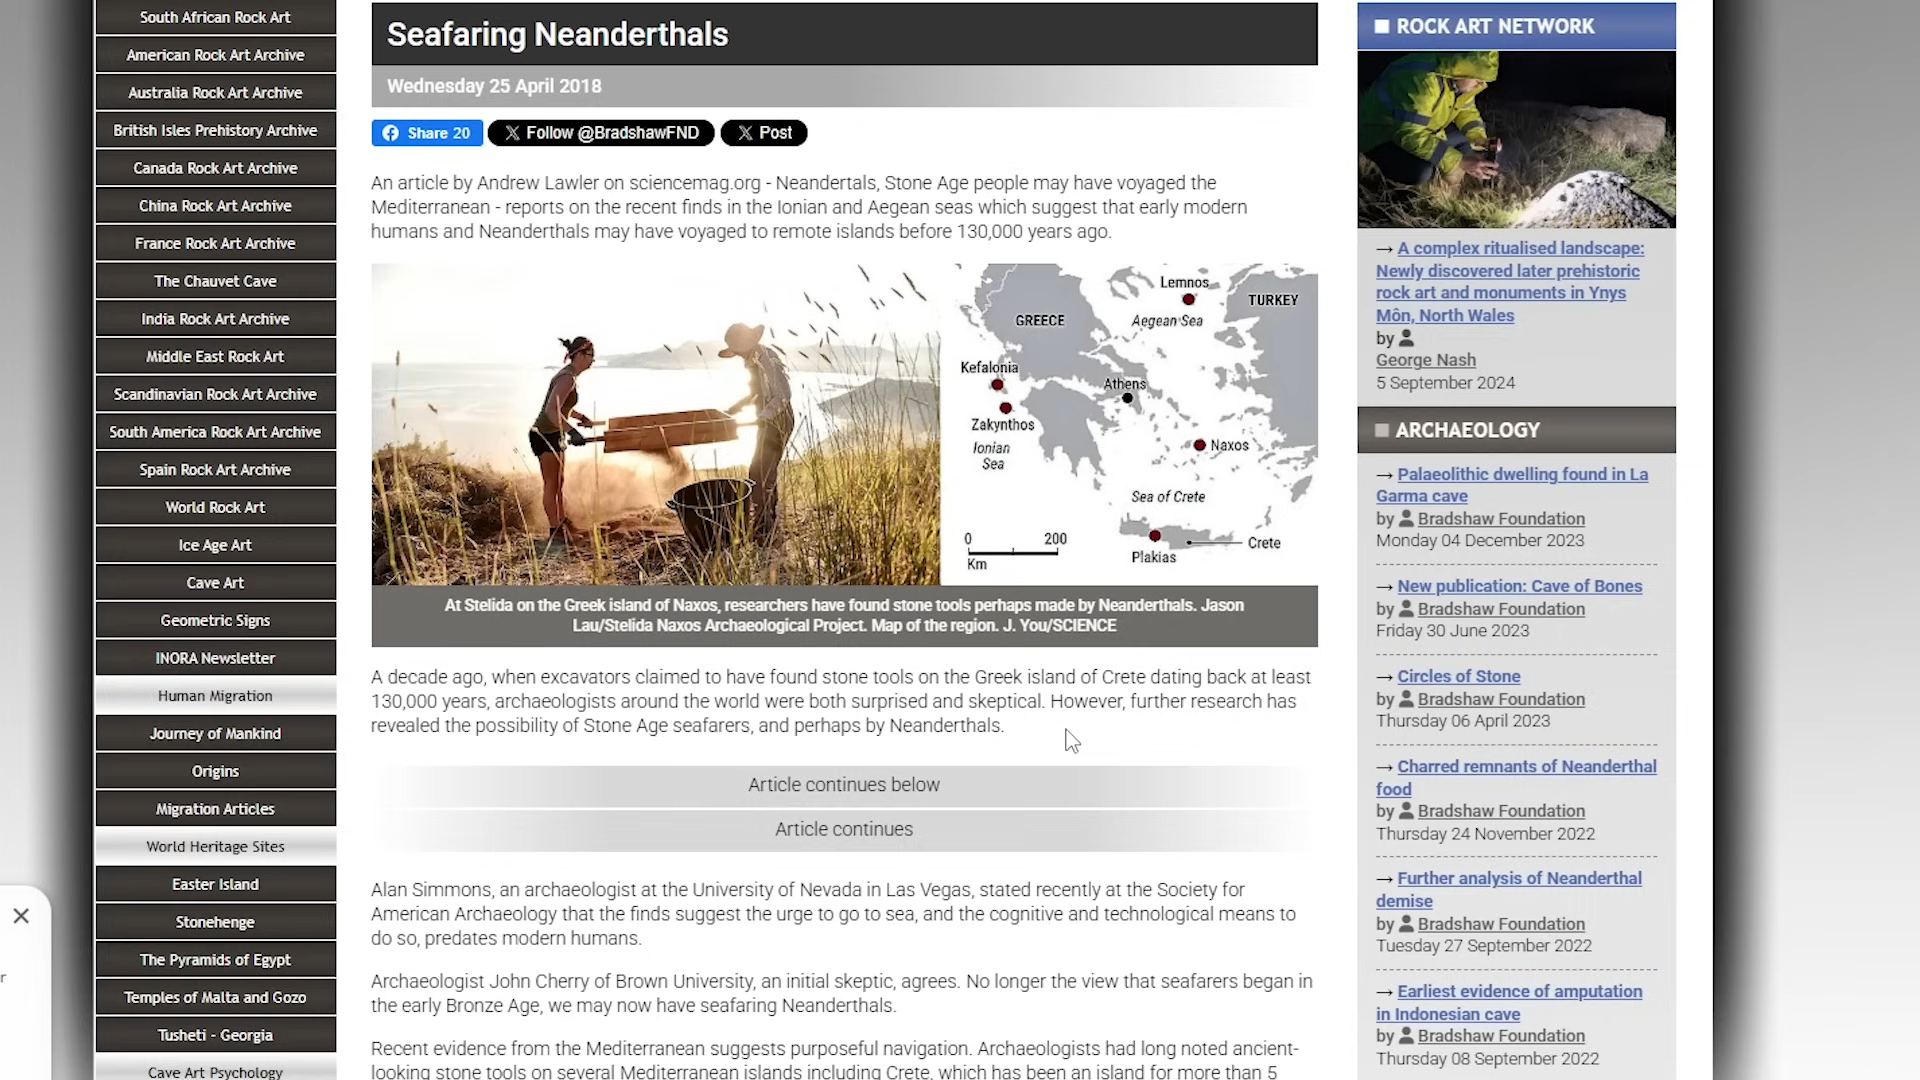 South African Rock Art
American Rock Art Archive
Australia Rock Art Archive
British Isles Prehistory Archive
Canada Rock Art Archive
China Rock Art Archive
France Rock Art Archive
The Chauvet Cave
India Rock Art Archive
Middle East Rock Art
Scandinavian Rock Art Archive
South America Rock Art Archive
Spain Rock Art Archive
World Rock Art
Ice Age Art
Cave Art
Geometric Signs
INORA Newsletter
Human Migration
Journey of Mankind
Origins
Migration Articles
World Heritage Sites
Easter Island
Stonehenge
The Pyramids of Egypt
Temples of Malta and Gozo
Tusheti - Georgia
Cave Art Psychology
r
Seafaring Neanderthals
Wednesday 25 April 2018
Share 20
Follow @BradshawFND
Post
An article by Andrew Lawler on sciencemag.org - Neandertals, Stone Age people may have voyaged the
Mediterranean - reports on the recent finds in the Ionian and Aegean seas which suggest that early modern
humans and Neanderthals may have voyaged to remote islands before 130,000 years ago.
Lemnos
TURKEY
GREECE
Aegean Sea
Kefalonia
Athens
Zakynthos
Ionian
Sea
Naxos
Sea of Crete
0 200
Km
Crete
Plakias
At Stelida on the Greek island of Naxos, researchers have found stone tools perhaps made by Neanderthals. Jason
Lau/Stelida Naxos Archaeological Project. Map of the region. J. You/SCIENCE
A decade ago, when excavators claimed to have found stone tools on the Greek island of Crete dating back at least
130,000 years, archaeologists around the world were both surprised and skeptical. However, further research has
revealed the possibility of Stone Age seafarers, and perhaps by Neanderthals.
Article continues below
Article continues
Alan Simmons, an archaeologist at the University of Nevada in Las Vegas, stated recently at the Society for
American Archaeology that the finds suggest the urge to go to sea, and the cognitive and technological means to
do so, predates modern humans.
Archaeologist John Cherry of Brown University, an initial skeptic, agrees. No longer the view that seafarers began in
the early Bronze Age, we may now have seafaring Neanderthals.
Recent evidence from the Mediterranean suggests purposeful navigation. Archaeologists had long noted ancient-
looking stone tools on several Mediterranean islands including Crete, which has been an island for more than 5
ROCK ART NETWORK
→ A complex ritualised landscape:
Newly discovered later prehistoric
rock art and monuments in Ynys
Môn, North Wales
by
George Nash
5 September 2024
ARCHAEOLOGY
→ Palaeolithic dwelling found in La
Garma cave
by Bradshaw Foundation
Monday 04 December 2023
→ New publication: Cave of Bones
by Bradshaw Foundation
Friday 30 June 2023
→ Circles of Stone
by Bradshaw Foundation
Thursday 06 April 2023
→ Charred remnants of Neanderthal
food
by Bradshaw Foundation
Thursday 24 November 2022
→ Further analysis of Neanderthal
demise
by Bradshaw Foundation
Tuesday 27 September 2022
→ Earliest evidence of amputation
in Indonesian cave
by Bradshaw Foundation
Thursday 08 September 2022